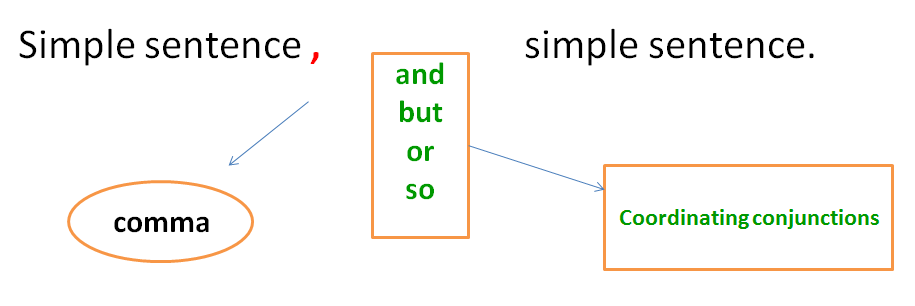 Simple sentence , simple sentence.
and
but
or
so
comma
Coordinating conjunctions